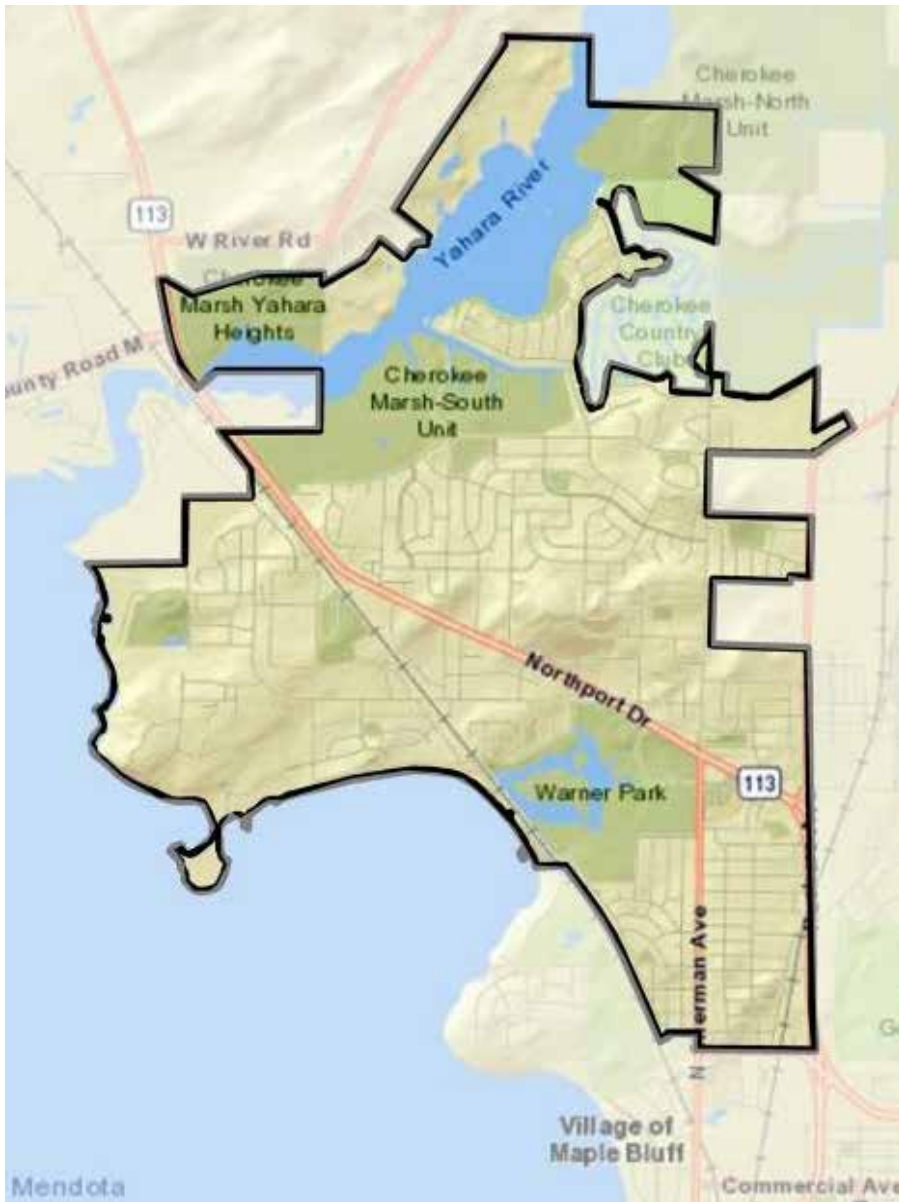 Cherokee
Marsh-North
Unit
113
W River Rd
Yahara River
Cherokee
Marsh Yahara
Heights
Cherokee
Country
Club
County Road M
Cherokee
Marsh-South
Unit
Northport Dr
Warner Park
113
N Sherman Ave
Village of
Maple Bluff
Mendota
Commercial Ave